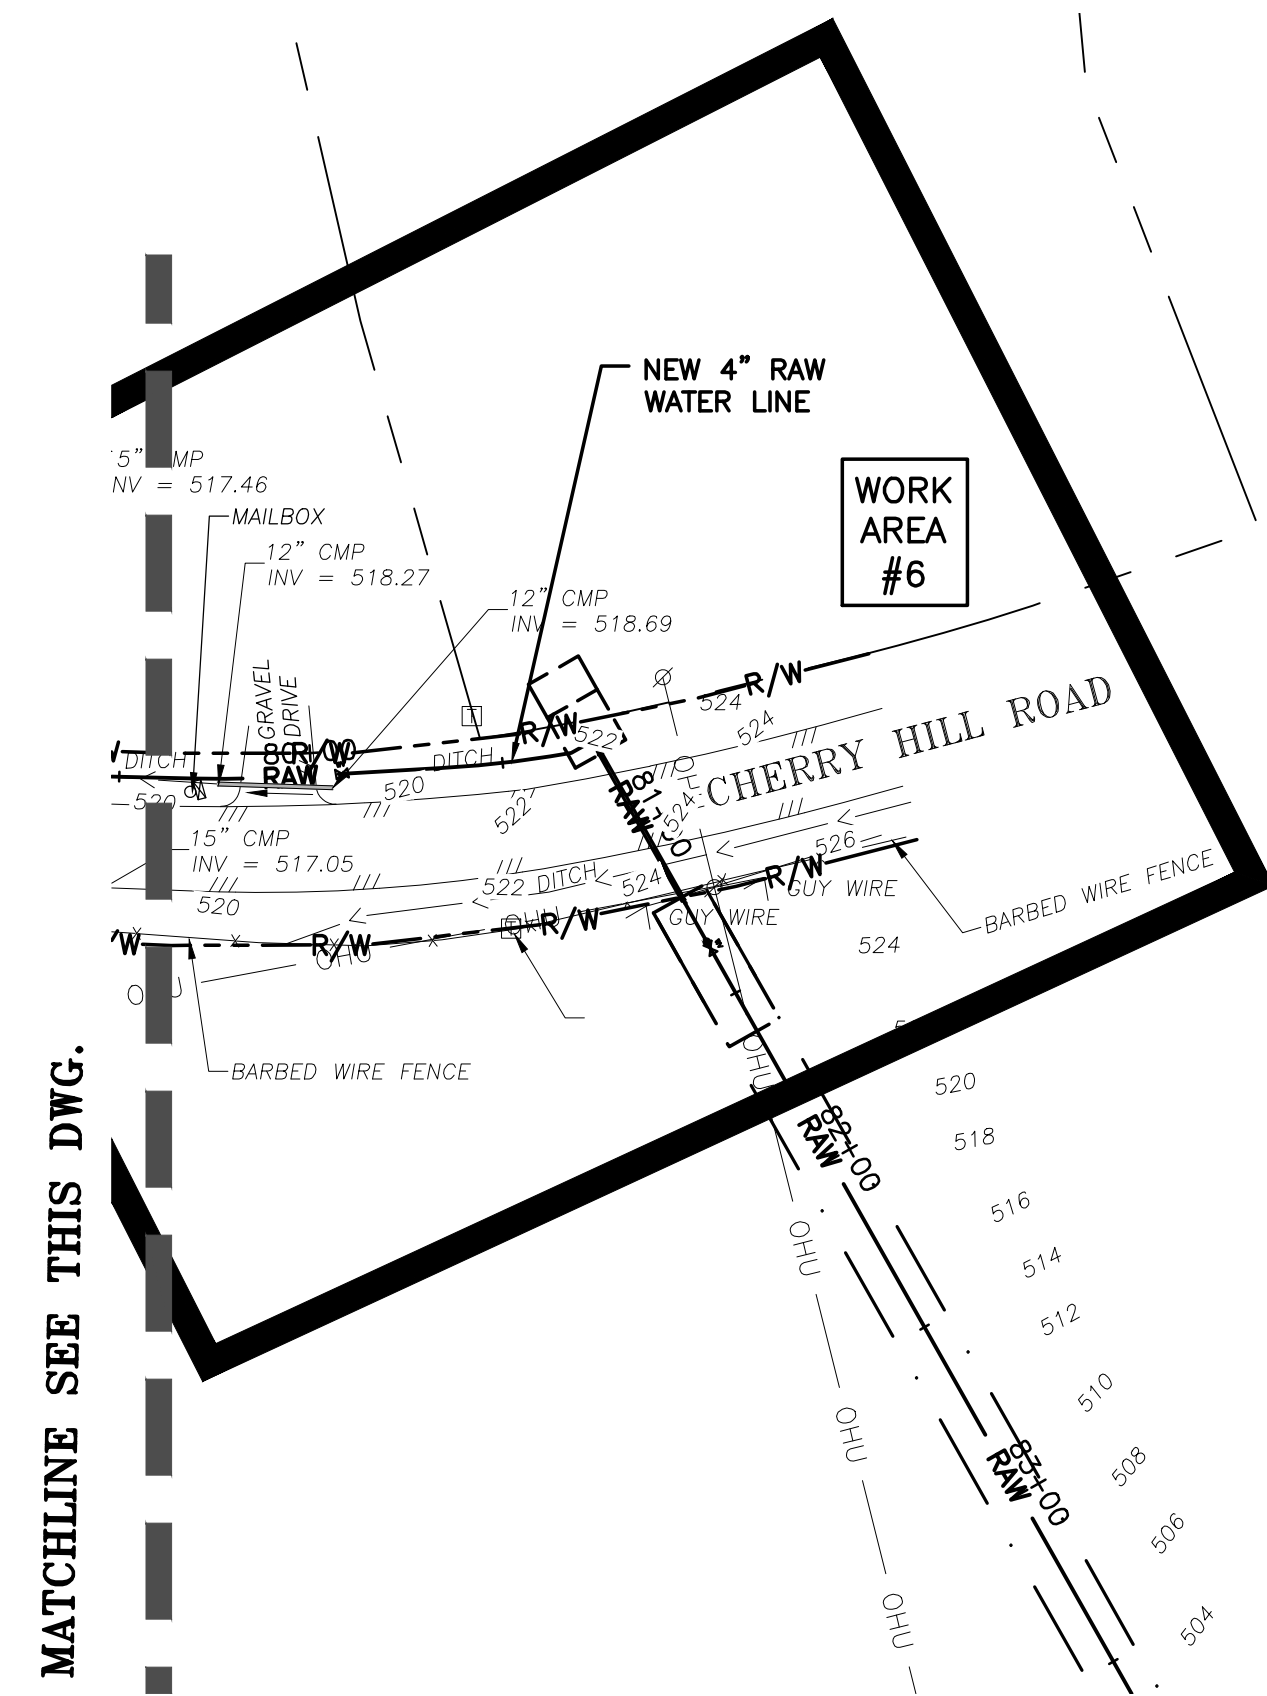 NEW 4" RAW
WATER LINE
WORK
AREA
#6
MP
NV = 517.46
MAILBOX
12" CMP
INV = 518.27
12" CMP
INV = 518.69
GRAVEL
DRIVE
R/W
R/W
R/W
524
524
522
CHERRY HILL ROAD
DITCH
DITCH
RAW
520
520
522
OHU
524
RAW
15" CMP
INV = 517.05
526
R/W
522
DITCH
524
GUY WIRE
GUY WIRE
520
R/W
OHU
R/W
OHU
BARBED WIRE FENCE
524
BARBED WIRE FENCE
OHU
520
518
516
514
512
510
508
506
504
82+00
RAW
83+00
RAW
OHU
OHU
OHU
MATCHLINE SEE THIS DWG.